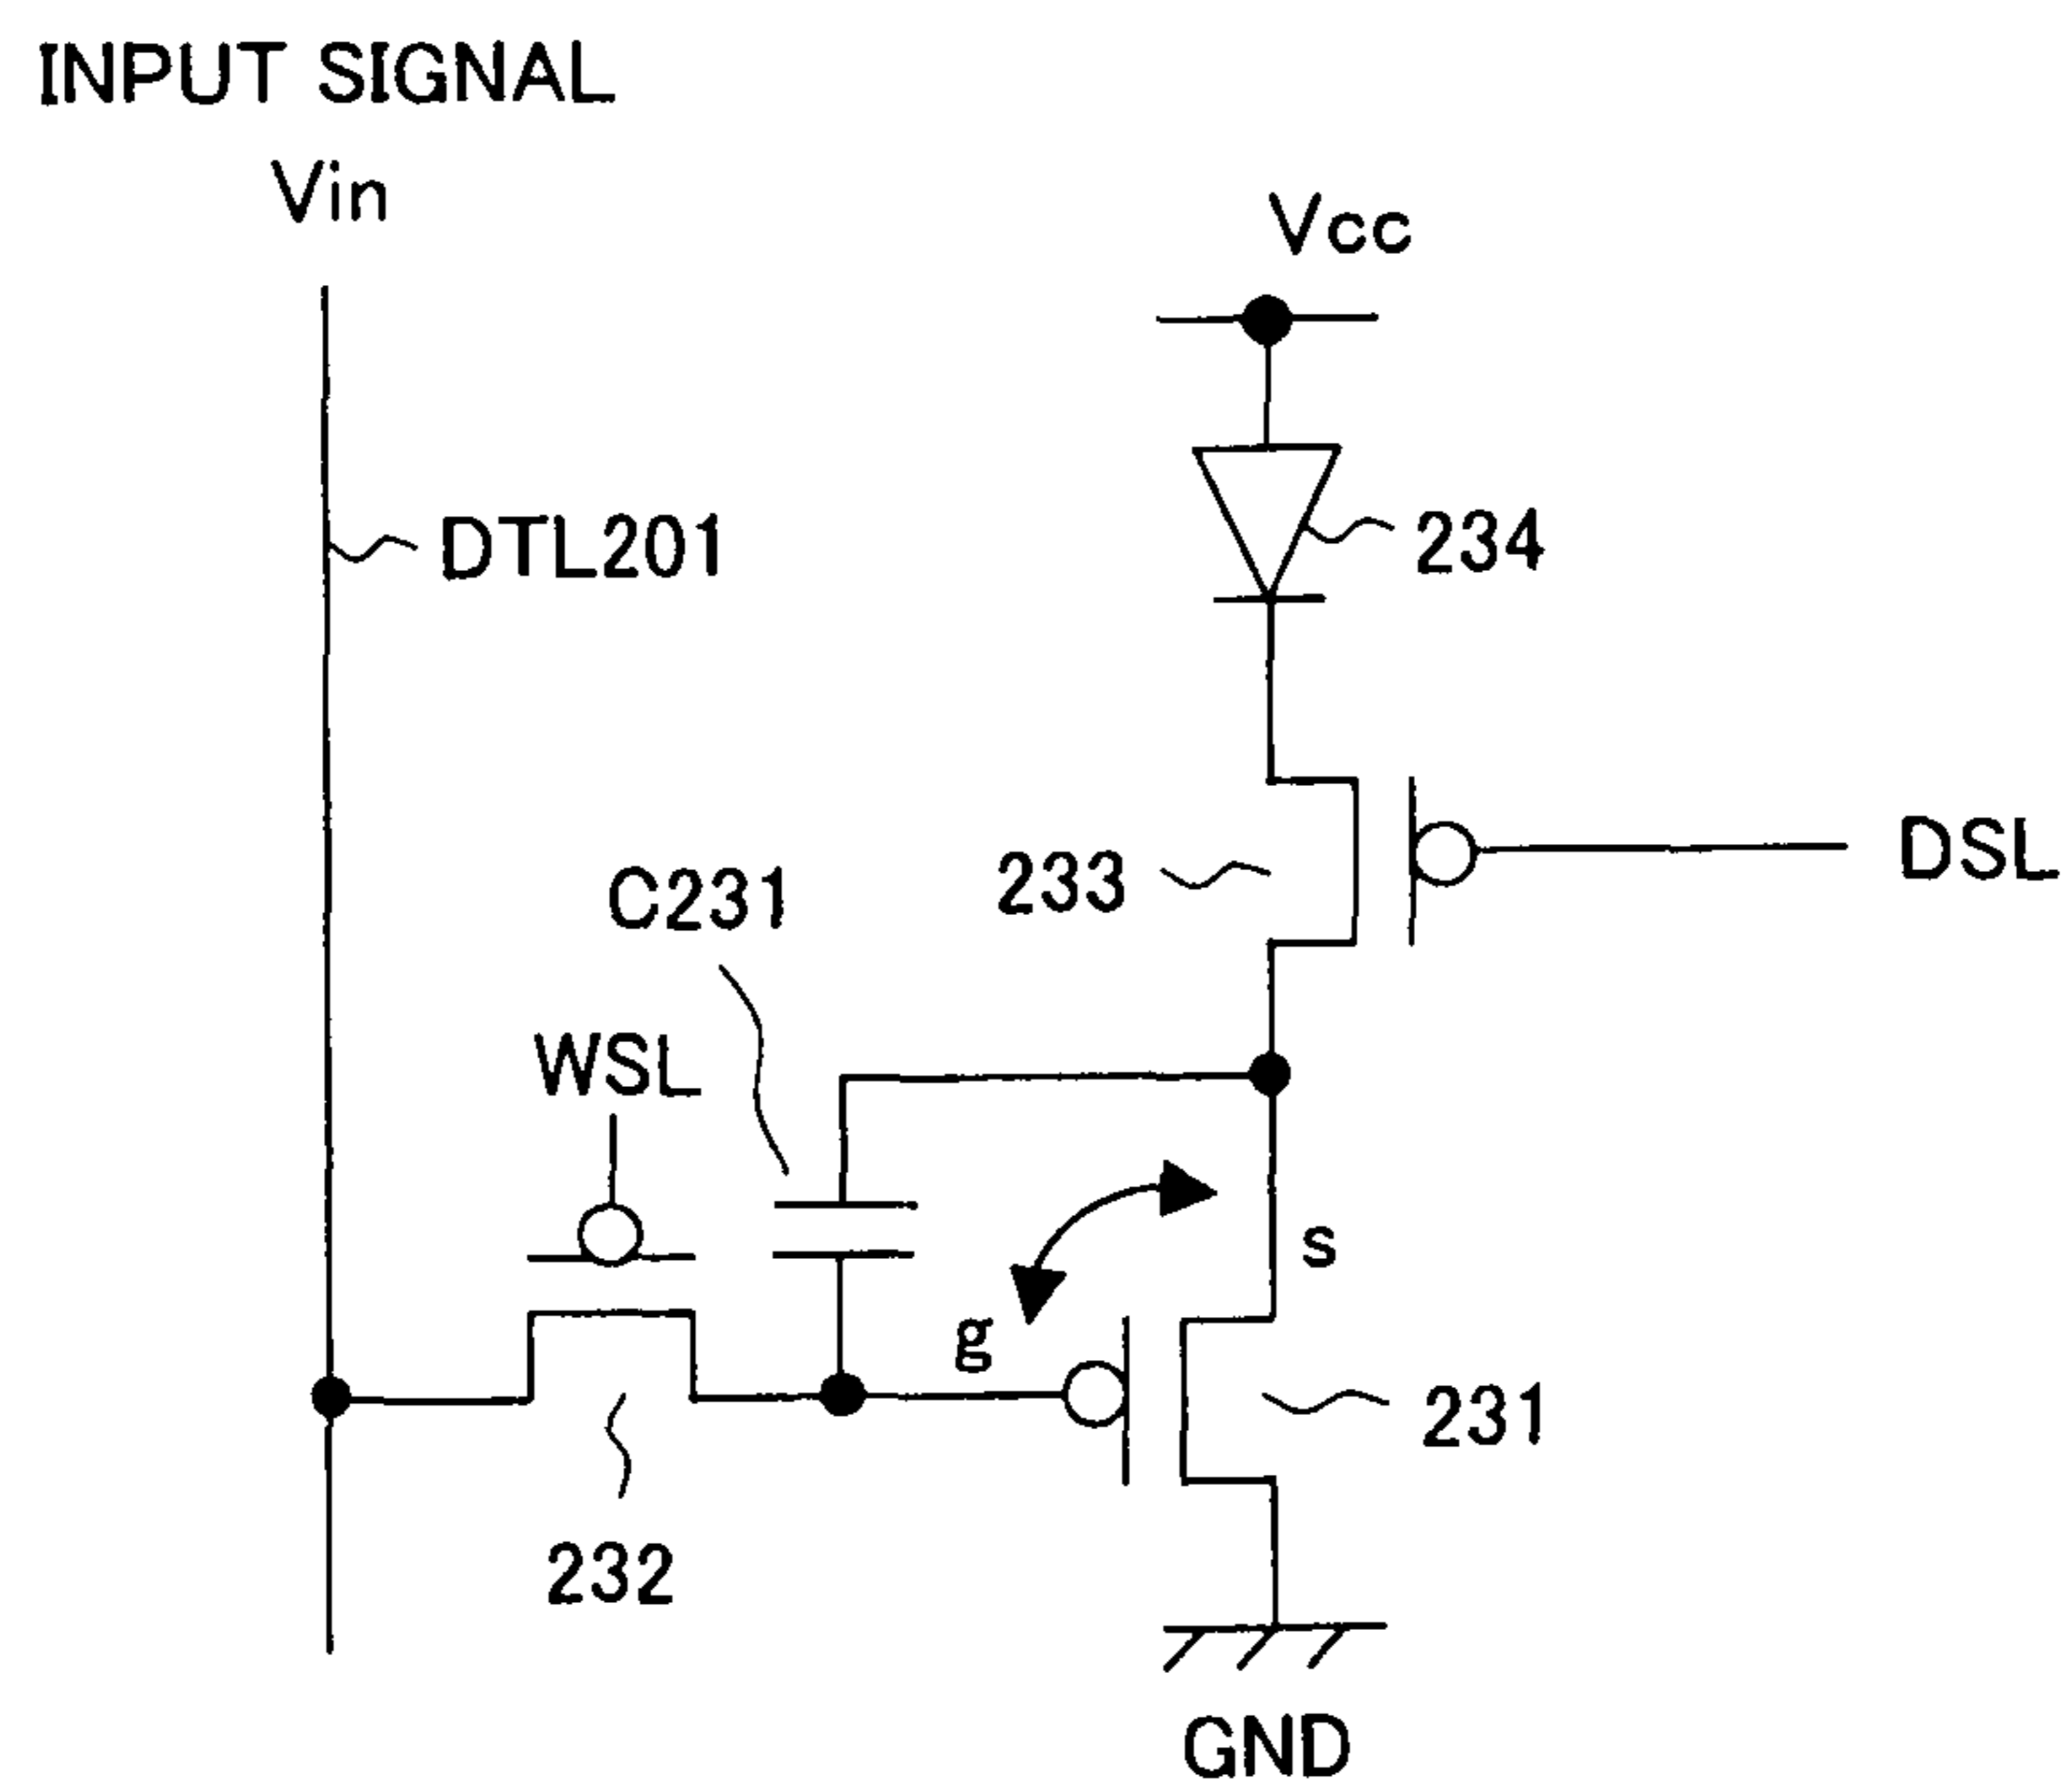 INPUT SIGNAL
Vin
Vcc
DTL201
234
C231
233
DSL
WSL
s
g
231
232
GND